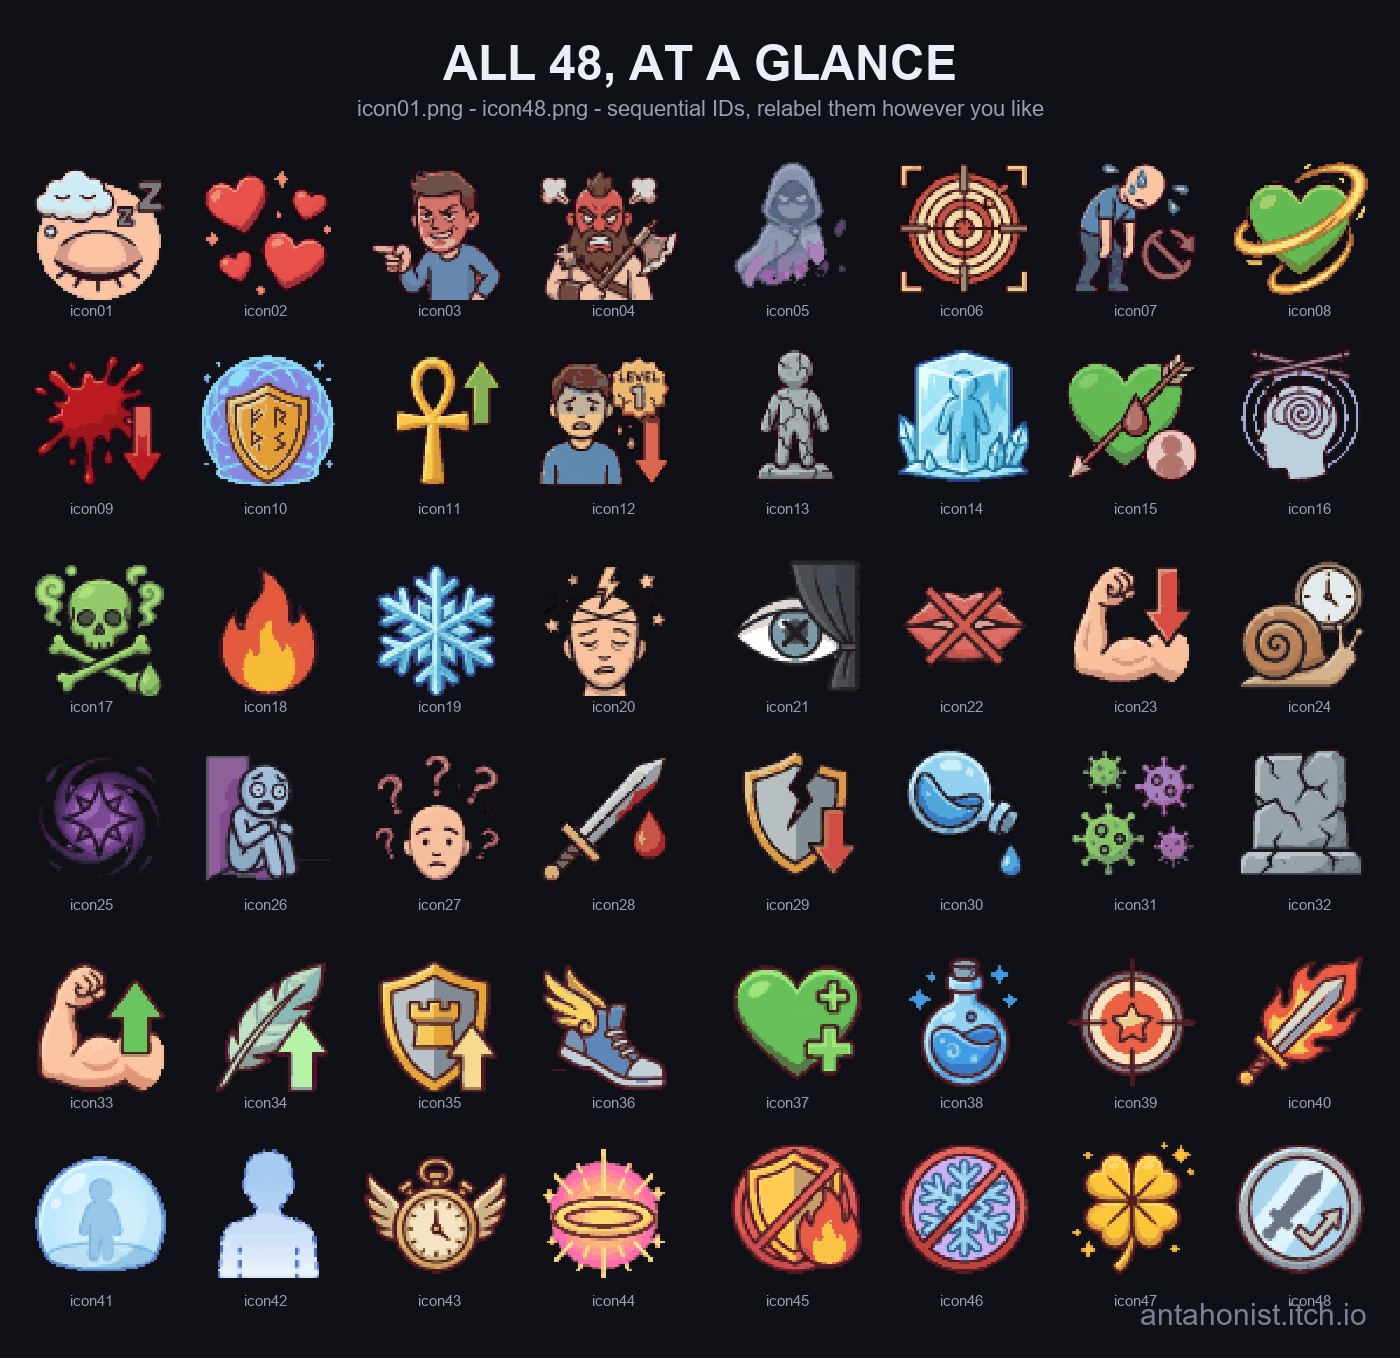 ALL 48, AT A GLANCE
icon01.png - icon48.png - sequential IDs, relabel them however you like
Z
Z
icon01 icon02 icon03 icon04 icon05 icon06 icon07 icon08
LEVEL
1
icon09 icon10 icon11 icon12 icon13 icon14 icon15 icon16
icon17 icon18 icon19 icon20 icon21 icon22 icon23 icon24
? ? ? ? ?
icon25 icon26 icon27 icon28 icon29 icon30 icon31 icon32
icon33 icon34 icon35 icon36 icon37 icon38 icon39 icon40
icon41 icon42 icon43 icon44 icon45 icon46 icon47 icon48
antahonist.itch.io